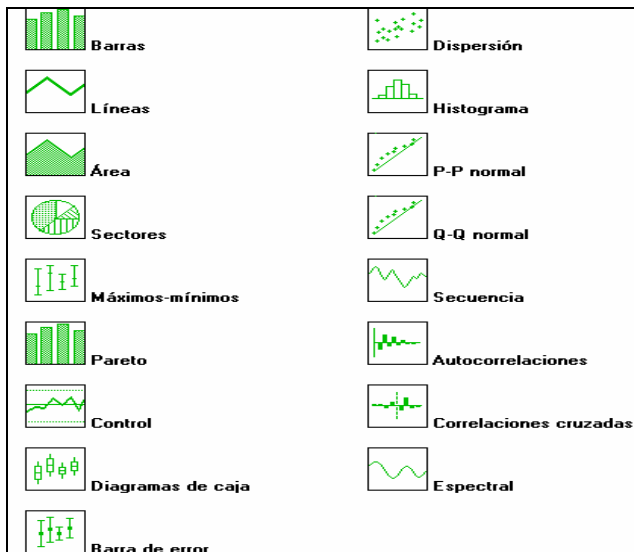 Barras
Dispersión
Líneas
Histograma
Área
P-P normal
Sectores
Q-Q normal
Máximos-mínimos
Secuencia
Pareto
Autocorrelaciones
Control
Correlaciones cruzadas
Diagramas de caja
Espectral
Barra de error